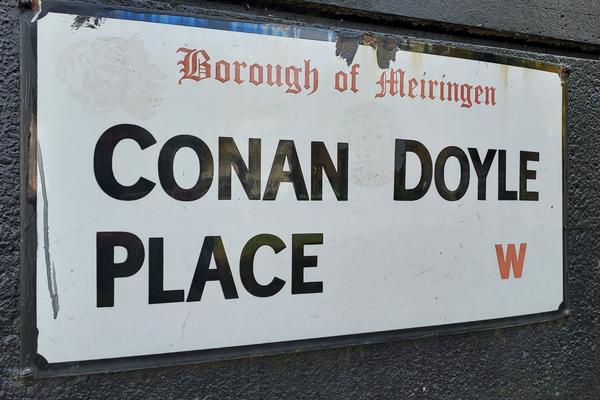 Borough of Meiringen
CONAN DOYLE
PLACE W